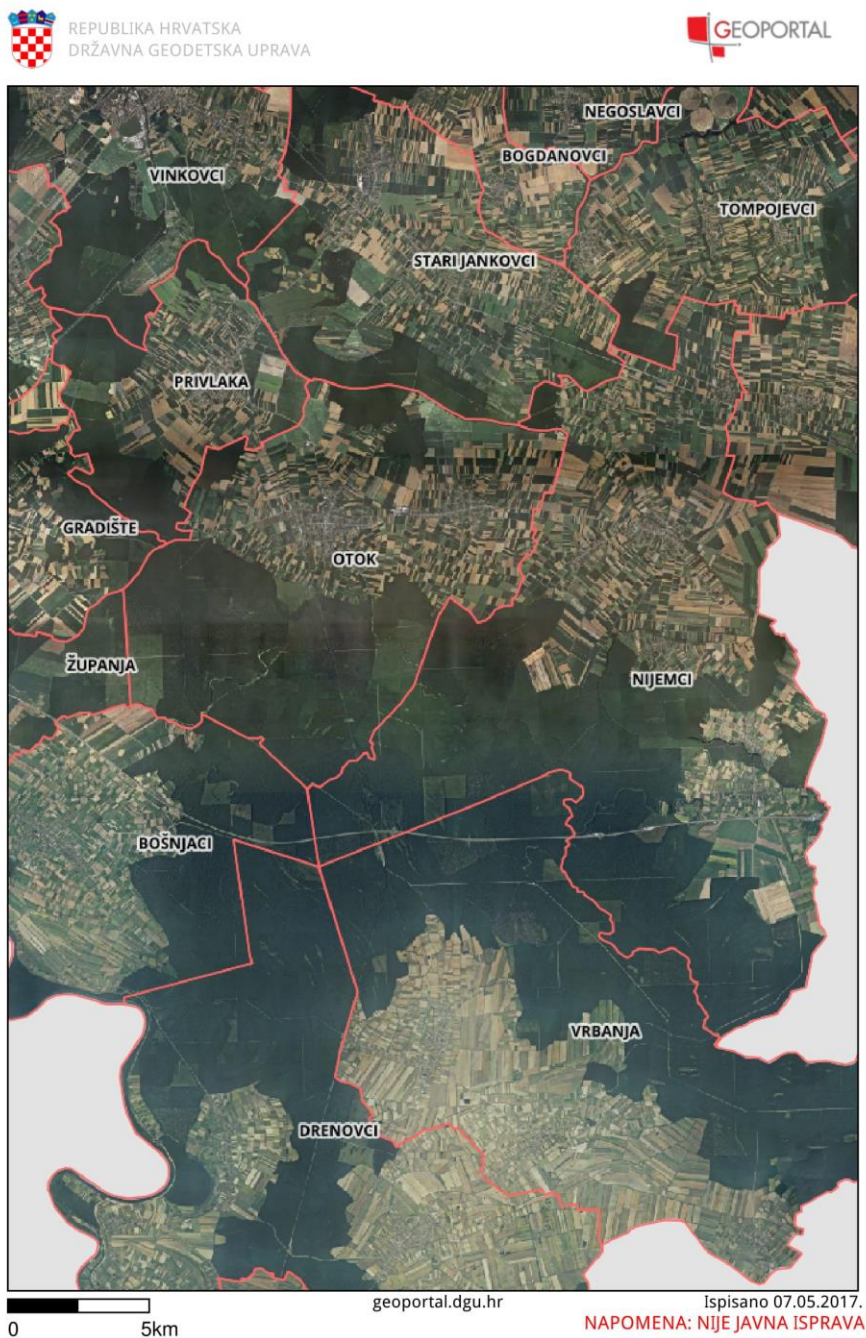 REPUBLIKA HRVATSKA
DRŽAVNA GEODETSKA UPRAVA
GEOPORTAL
NEGOSLAVCI
BOGDANOVCI
VINKOVCI
TOMPOJEVCI
STARI JANKOVCI
PRIVLAKA
GRADIŠTE
OTOK
ŽUPANJA
NIJEMCI
BOŠNJACI
VRBANJA
DRENOVCI
geoportal.dgu.hr
Ispisano 07.05.2017.
0 5km
NAPOMENA: NIJE JAVNA ISPRAVA